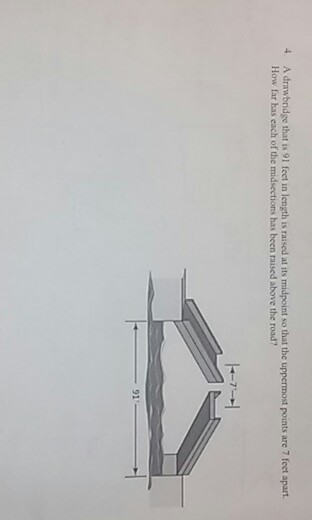 4. A drawbridge that is 91 feet in length is raised at its midpoint so that the uppermost points are 7 feet apart.
How far has each of the midsections has been raised above the road?
7'
91'